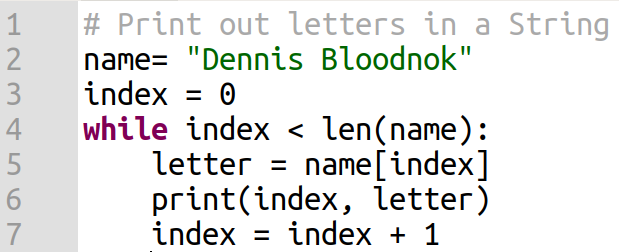 1 # Print out letters in a String
2 name= "Dennis Bloodnok"
3 index = 0
4 while index < len(name):
5     letter = name[index]
6     print(index, letter)
7     index = index + 1